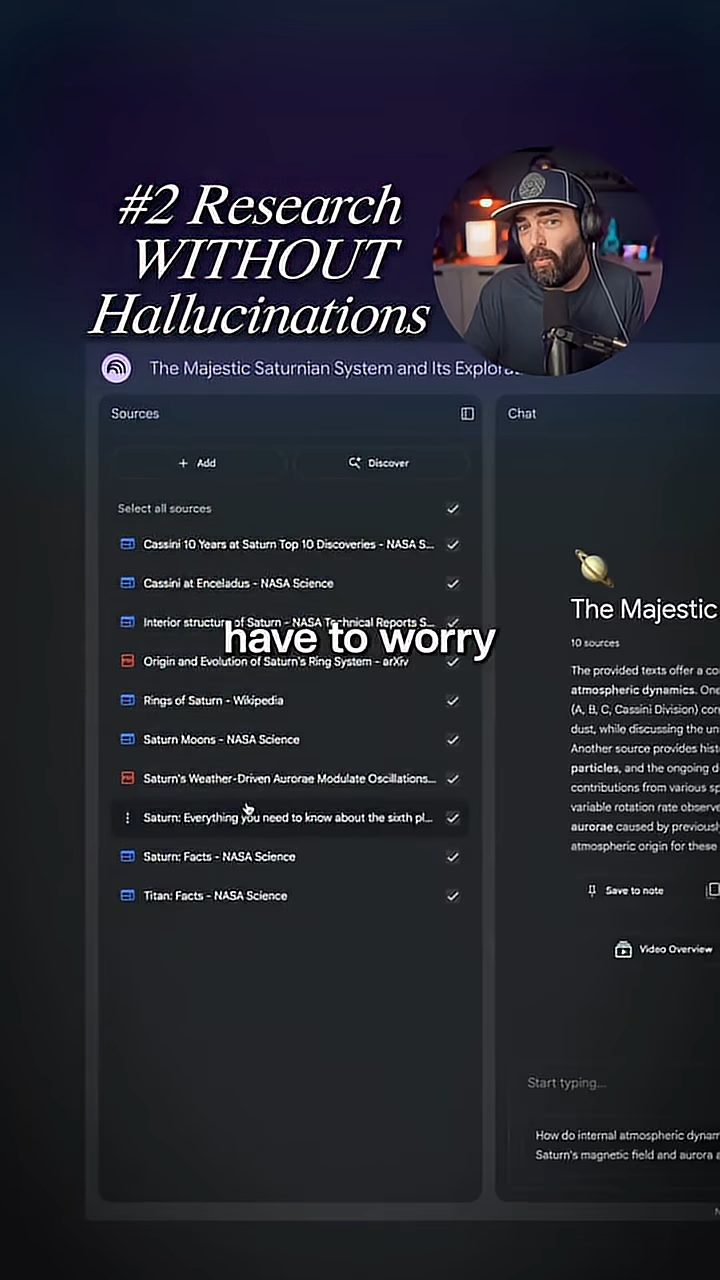 #2 Research
WITHOUT
Hallucinations
The Majestic Saturnian System and Its Explora...
Sources
Chat
+ Add
Discover
Select all sources
Cassini 10 Years at Saturn Top 10 Discoveries - NASA S...
Cassini at Enceladus - NASA Science
Interior structure of Saturn - NASA Technical Reports S...
have to worry
Origin and Evolution of Saturn's Ring System - arXiv
Rings of Saturn - Wikipedia
Saturn Moons - NASA Science
Saturn's Weather-Driven Aurorae Modulate Oscillations...
Saturn: Everything you need to know about the sixth pl...
Saturn: Facts - NASA Science
Titan: Facts - NASA Science
The Majestic
10 sources
The provided texts offer a co
atmospheric dynamics. One
(A, B, C, Cassini Division) con
dust, while discussing the un
Another source provides hist
particles, and the ongoing d
contributions from various sp
variable rotation rate observe
aurorae caused by previously
atmospheric origin for these
Save to note
Video Overview
Start typing...
How do internal atmospheric dynam
Saturn's magnetic field and aurora a